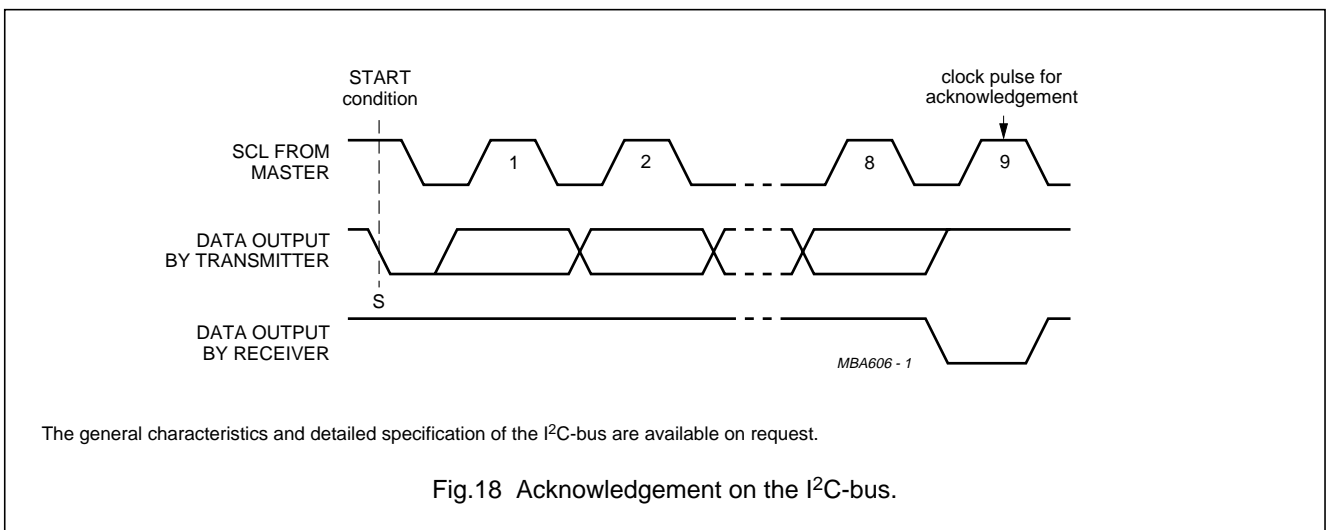 START
condition
clock pulse for
acknowledgement
SCL FROM
MASTER
1
2
8
9
DATA OUTPUT
BY TRANSMITTER
S
DATA OUTPUT
BY RECEIVER
MBA606 - 1
The general characteristics and detailed specification of the I²C-bus are available on request.
Fig.18 Acknowledgement on the I²C-bus.